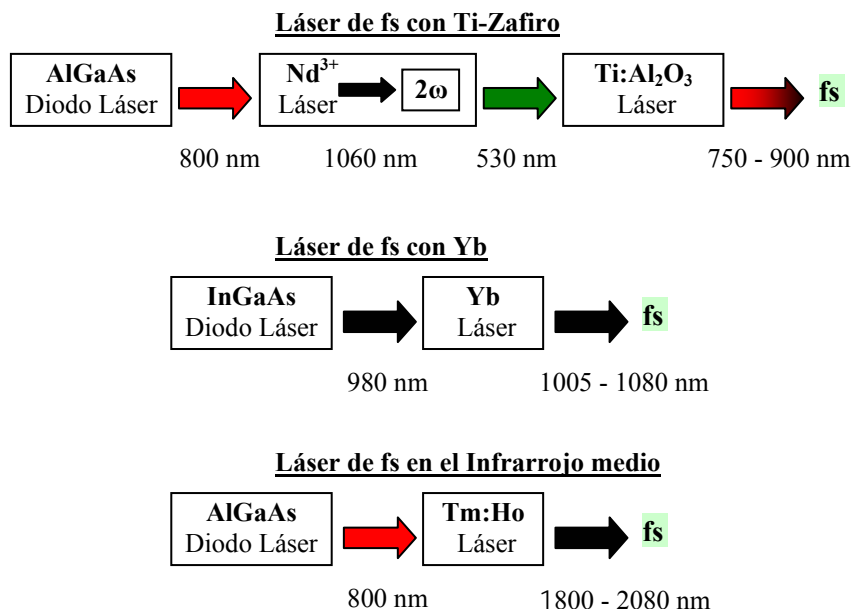 Láser de fs con Ti-Zafiro
AlGaAs
Diodo Láser
Nd³⁺
Láser
2ω
Ti:Al₂O₃
Láser
fs
800 nm
1060 nm
530 nm
750 - 900 nm
Láser de fs con Yb
InGaAs
Diodo Láser
Yb
Láser
fs
980 nm
1005 - 1080 nm
Láser de fs en el Infrarrojo medio
AlGaAs
Diodo Láser
Tm:Ho
Láser
fs
800 nm
1800 - 2080 nm